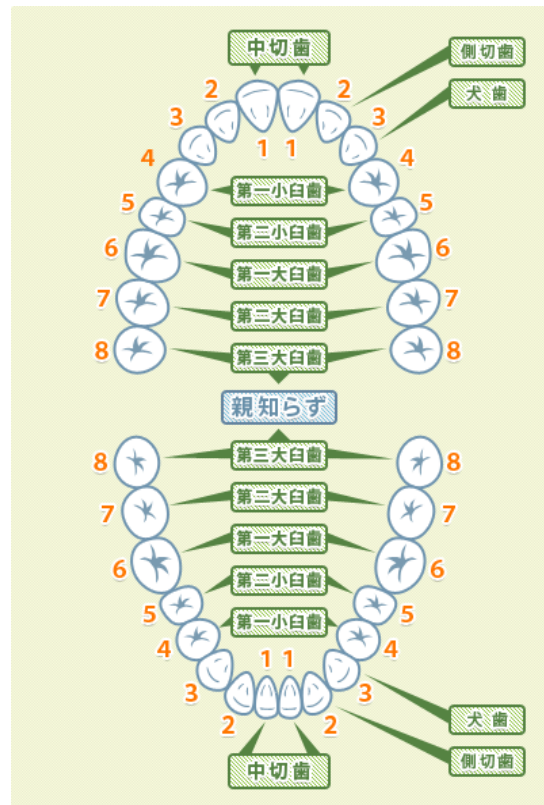 中切歯
側切歯
犬歯
2 2
3 3
1 1
4 4
第一小臼歯
5 5
第二小臼歯
6 6
第一大臼歯
7 7
第二大臼歯
8 8
第三大臼歯
親知らず
第三大臼歯
8 8
第二大臼歯
7 7
第一大臼歯
6 6
第二小臼歯
5 5
第一小臼歯
4 4
1 1
3 3
2 2
犬歯
側切歯
中切歯